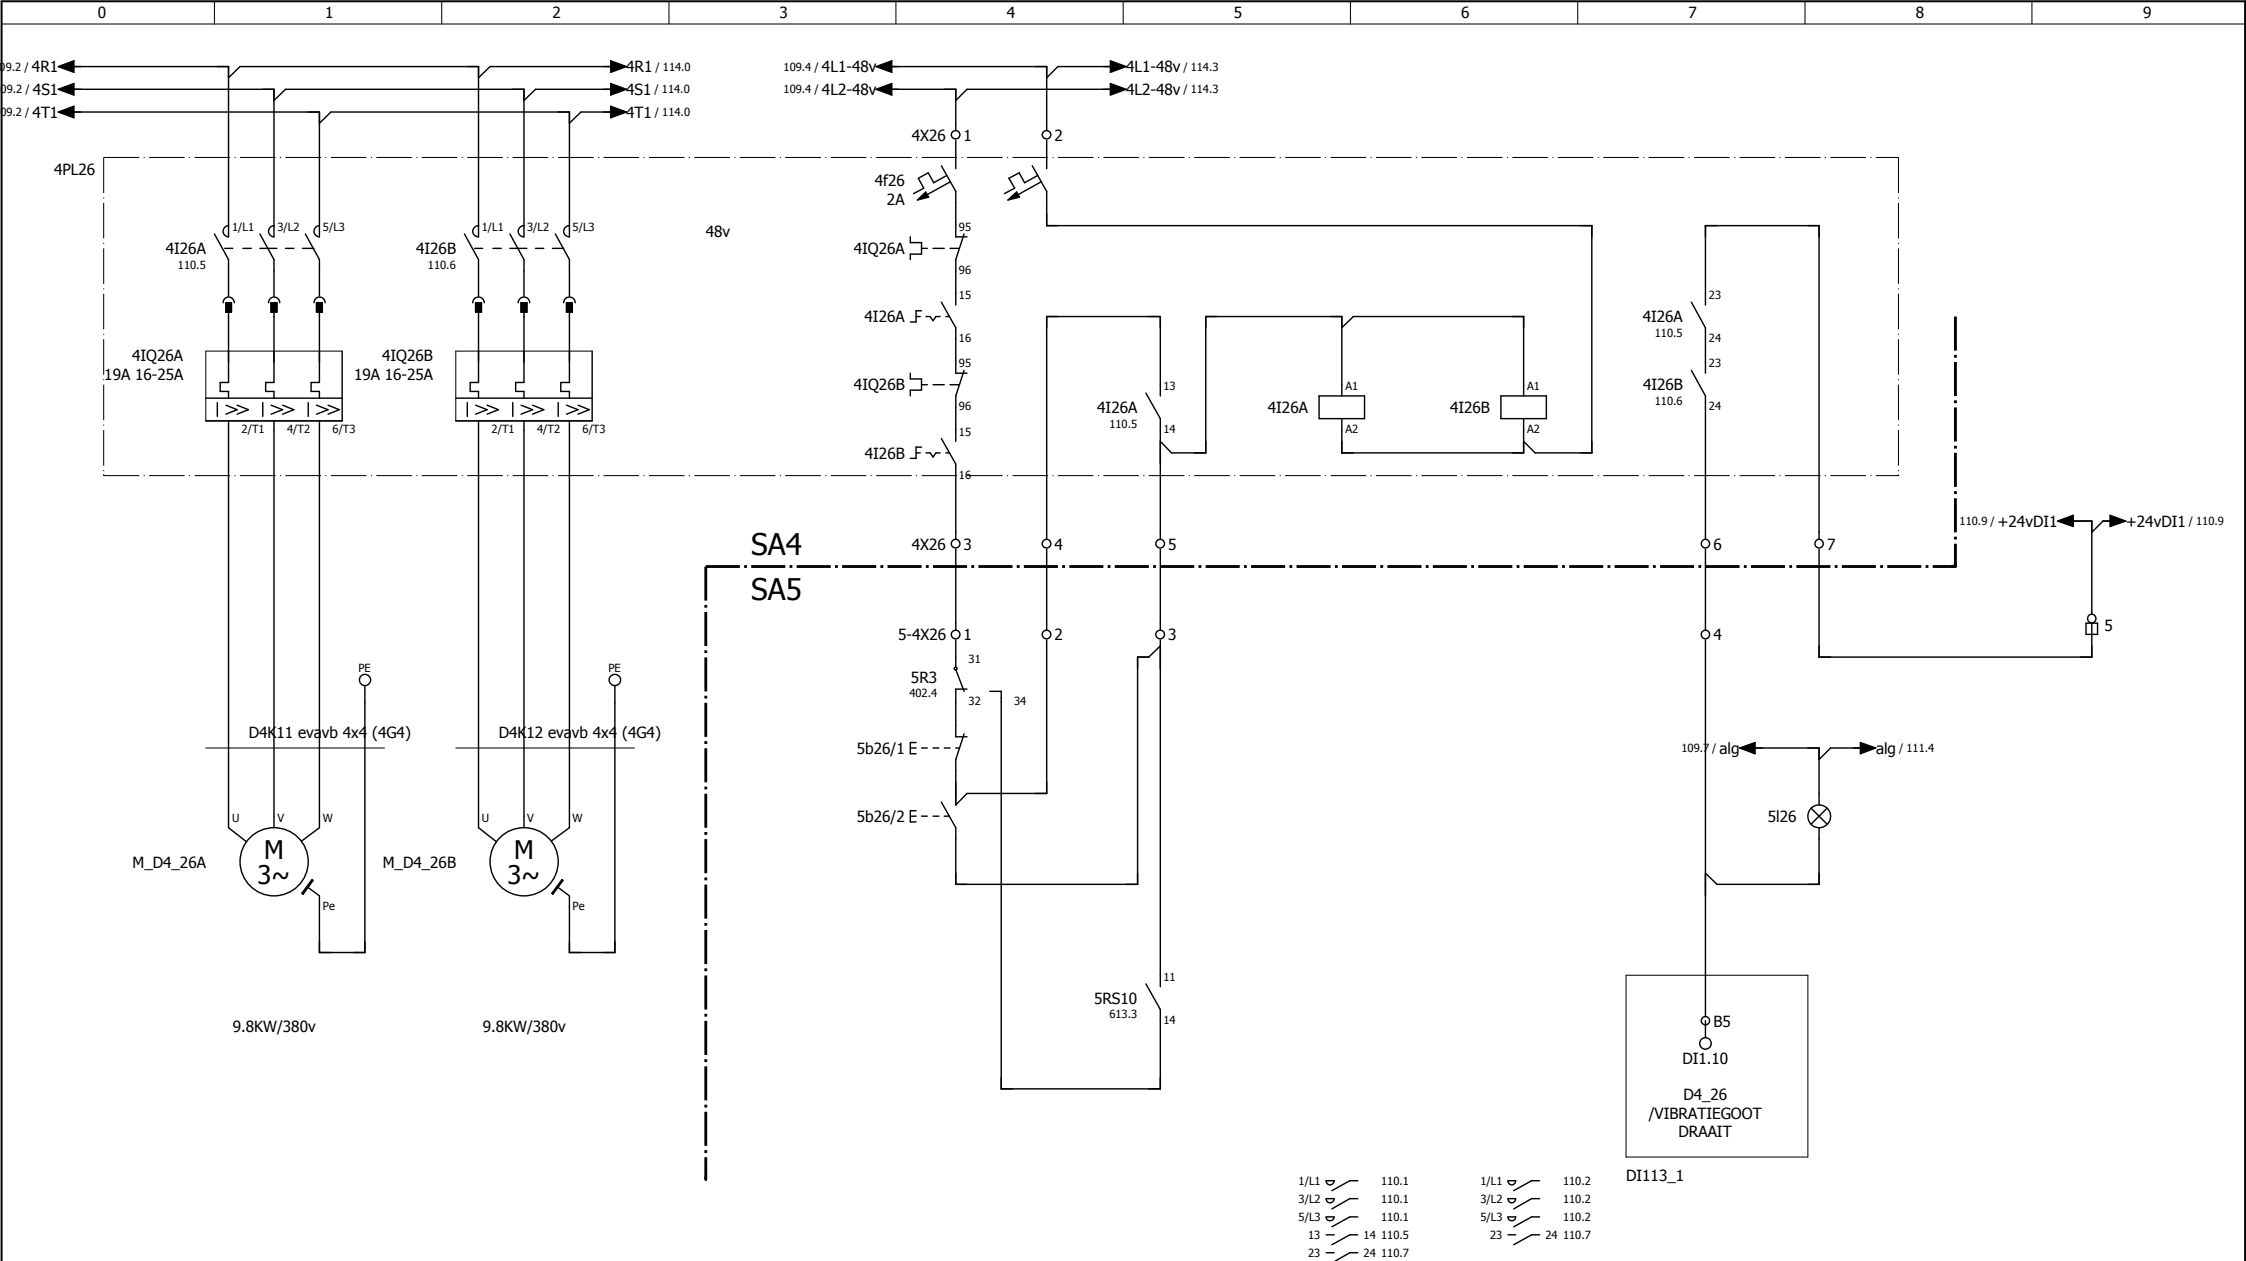 0 1 2 3 4 5 6 7 8 9
09.2 / 4R1 4R1 / 114.0 109.4 / 4L1-48v 4L1-48v / 114.3
09.2 / 4S1 4S1 / 114.0 109.4 / 4L2-48v 4L2-48v / 114.3
09.2 / 4T1 4T1 / 114.0
4X26 1 2
4PL26
4f26
2A
1/L1 3/L2 5/L3 1/L1 3/L2 5/L3 48v 95
4I26A 4I26B 4IQ26A
110.5 110.6 96
15 23
4I26A 4I26A
110.5
16 24
4IQ26A 4IQ26B 95 23
19A 16-25A 19A 16-25A 4IQ26B 13 A1 A1 4I26B
110.6
I >> I >> I >> I >> I >> I >> 96 4I26A 4I26A 4I26B 24
110.5
2/T1 4/T2 6/T3 2/T1 4/T2 6/T3 15 14 A2 A2
4I26B
16
110.9 / +24vDI1 +24vDI1 / 110.9
SA4 4X26 3 4 5 6 7
SA5
5-4X26 1 2 3 4 5
PE PE 31
5R3
402.4 32 34
D4K11 evavb 4x4 (4G4) D4K12 evavb 4x4 (4G4)
5b26/1 E 109.7 / alg alg / 111.4
U V W U V W 5b26/2 E 5l26
M_D4_26A M 3~ M_D4_26B M 3~
Pe Pe
11
5RS10
613.3
14
9.8KW/380v 9.8KW/380v
B5
DI1.10
D4_26
/VIBRATIEGOOT
DRAAIT
DI113_1
1/L1 110.1 1/L1 110.2
3/L2 110.1 3/L2 110.2
5/L3 110.1 5/L3 110.2
13 14 110.5 23 24 110.7
23 24 110.7